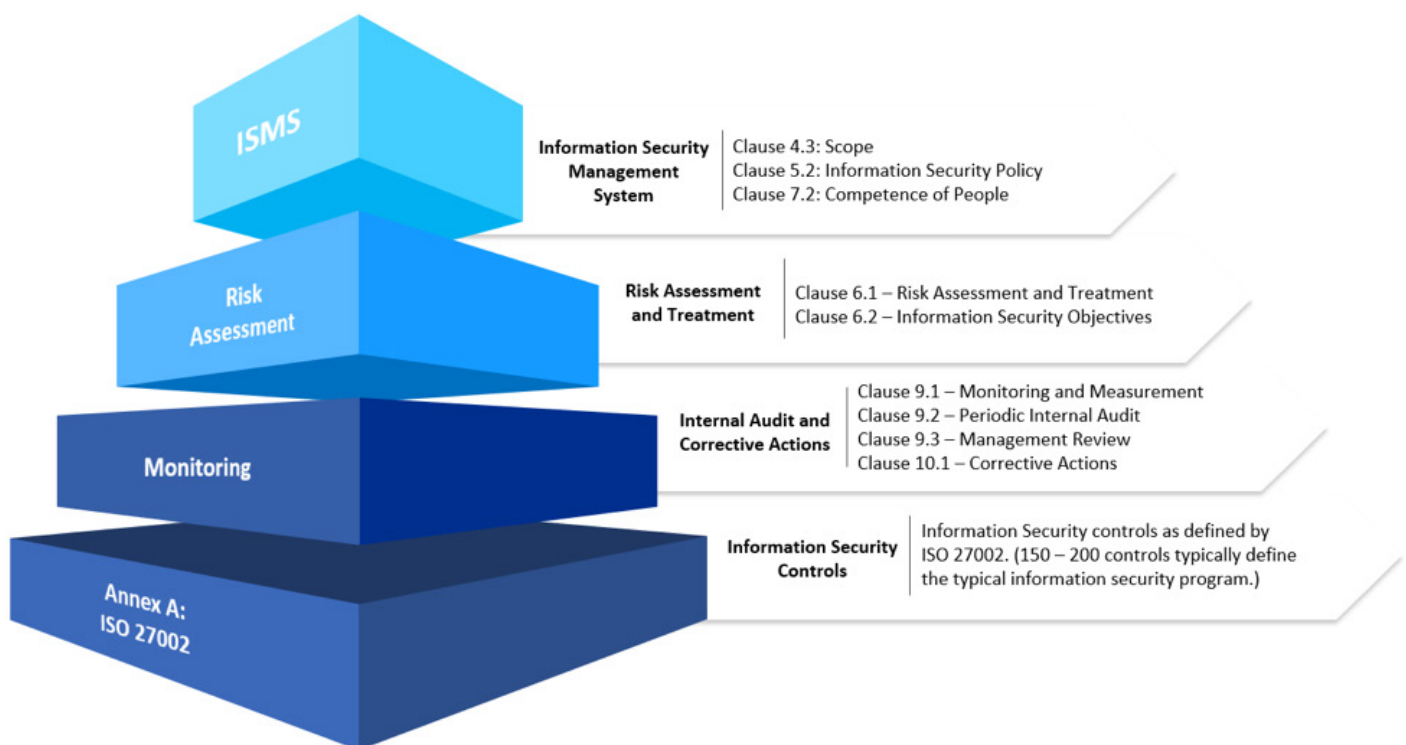 ISMS
Information Security
Management
System
Clause 4.3: Scope
Clause 5.2: Information Security Policy
Clause 7.2: Competence of People
Risk
Assessment
Risk Assessment
and Treatment
Clause 6.1 – Risk Assessment and Treatment
Clause 6.2 – Information Security Objectives
Monitoring
Internal Audit and
Corrective Actions
Clause 9.1 – Monitoring and Measurement
Clause 9.2 – Periodic Internal Audit
Clause 9.3 – Management Review
Clause 10.1 – Corrective Actions
Annex A:
ISO 27002
Information Security
Controls
Information Security controls as defined by
ISO 27002. (150 – 200 controls typically define
the typical information security program.)